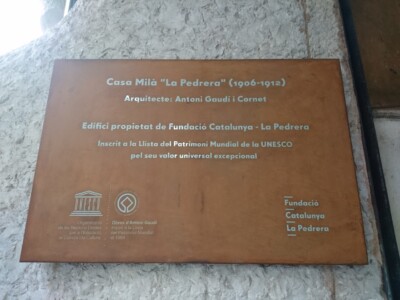 Casa Milà "La Pedrera" (1906-1912)
Arquitecte: Antoni Gaudí i Cornet
Edifici propietat de Fundació Catalunya - La Pedrera
Inscrit a la Llista del Patrimoni Mundial de la UNESCO
pel seu valor universal excepcional
Fundació
Catalunya
La Pedrera